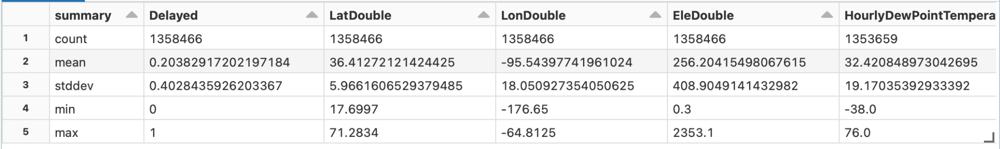 summary Delayed LatDouble LonDouble EleDouble HourlyDewPointTempera
1 count 1358466 1358466 1358466 1358466 1353659
2 mean 0.20382917202197184 36.41272121424425 -95.54397741961024 256.20415498067615 32.420848973042695
3 stddev 0.4028435926203367 5.9661606529379485 18.050927354050625 408.9049141432982 19.17035392933392
4 min 0 17.6997 -176.65 0.3 -38.0
5 max 1 71.2834 -64.8125 2353.1 76.0